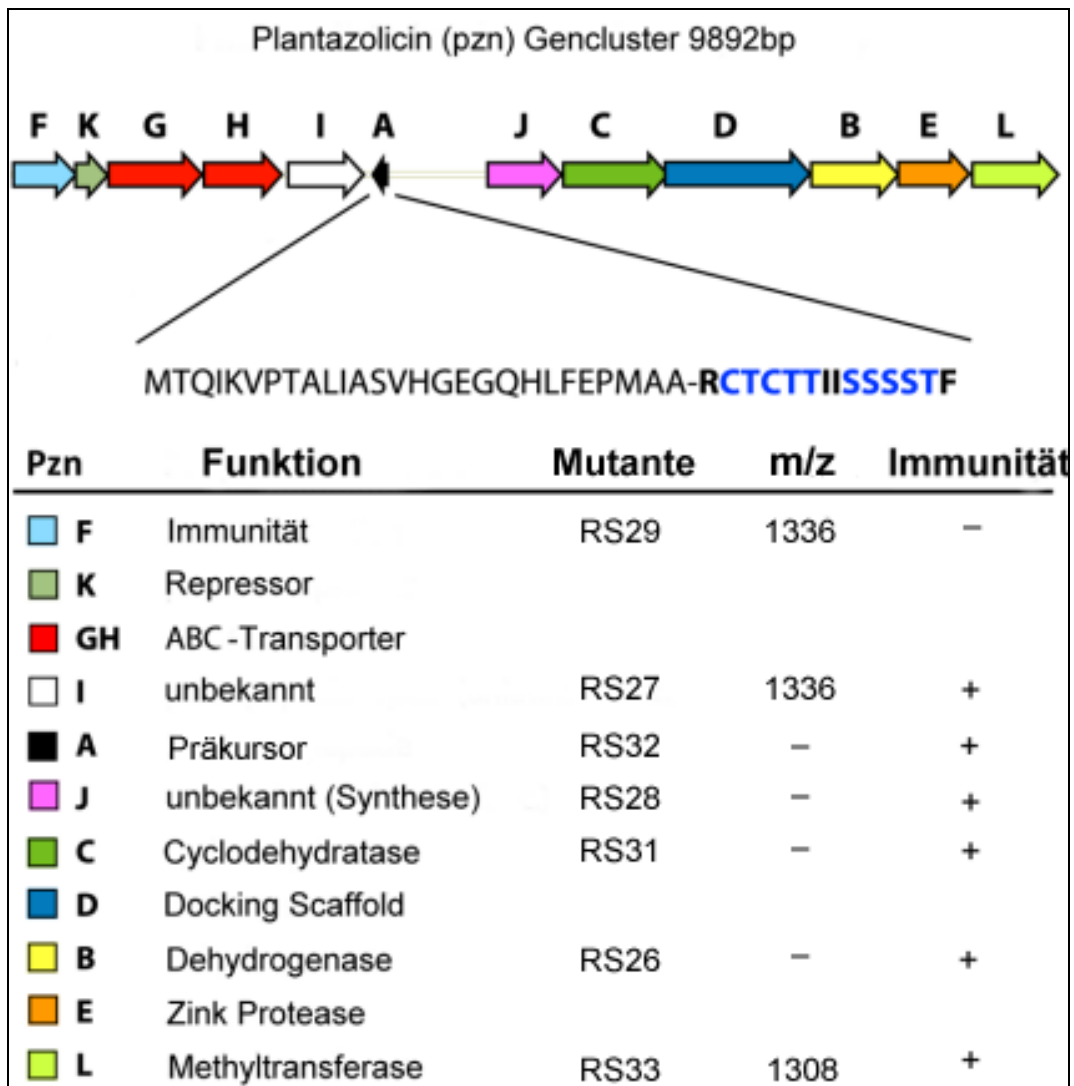 Plantazolicin (pzn) Gencluster 9892bp
F K G H I A J C D B E L
MTQIKVPTALIASVHGEGQHLFEPMAA-RCTCTTIISSSSTF
Pzn Funktion Mutante m/z Immunität
F Immunität RS29 1336 –
K Repressor
GH ABC-Transporter
I unbekannt RS27 1336 +
A Präkursor RS32 – +
J unbekannt (Synthese) RS28 – +
C Cyclodehydratase RS31 – +
D Docking Scaffold
B Dehydrogenase RS26 – +
E Zink Protease
L Methyltransferase RS33 1308 +